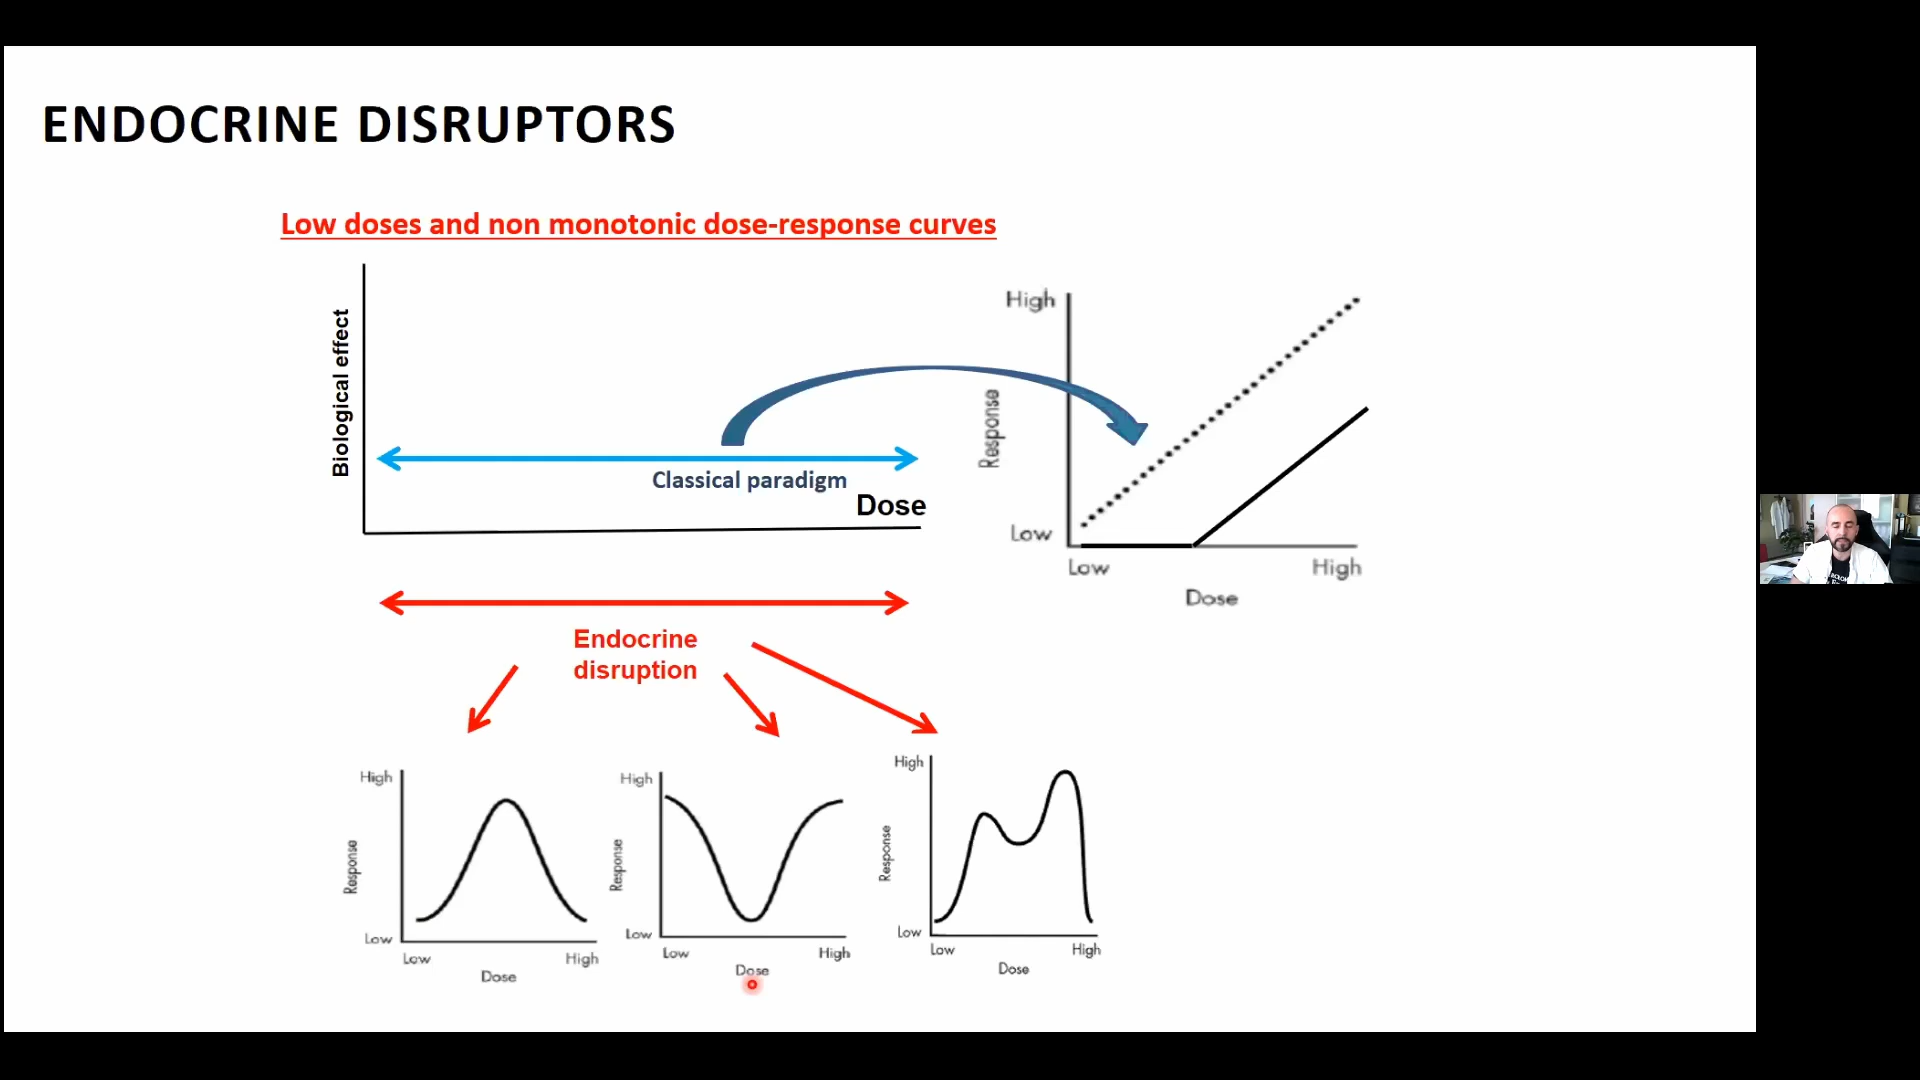 ENDOCRINE DISRUPTORS
Low doses and non monotonic dose-response curves
Biological effect
Classical paradigm
Dose
High
Response
Low
Low
High
Dose
Endocrine
disruption
High
Response
Low
Low
High
Dose
High
Response
Low
Low
High
Dose
High
Response
Low
Low
High
Dose